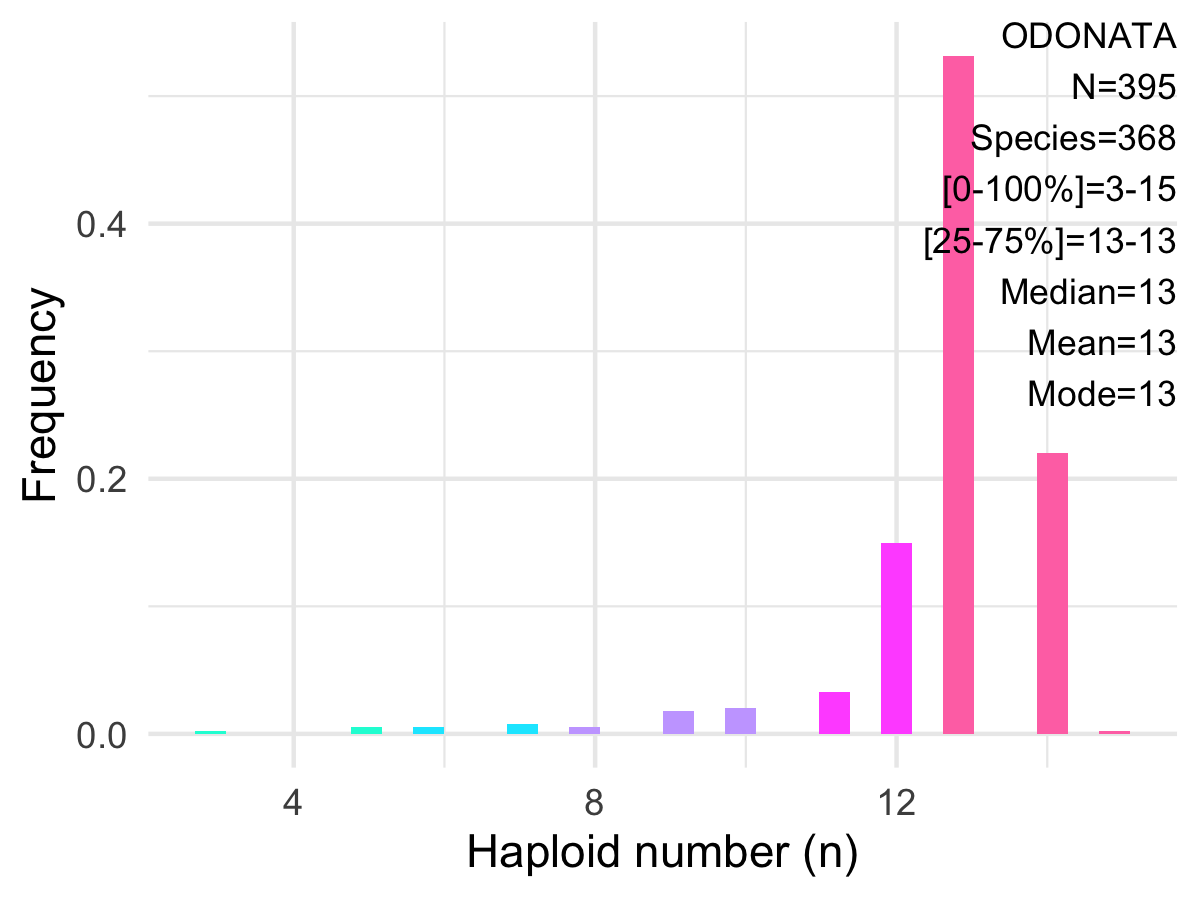 ODONATA
N=395
Species=368
[0-100%]=3-15
[25-75%]=13-13
Median=13
Mean=13
Mode=13
Frequency
0.4
0.2
0.0
4 8 12
Haploid number (n)